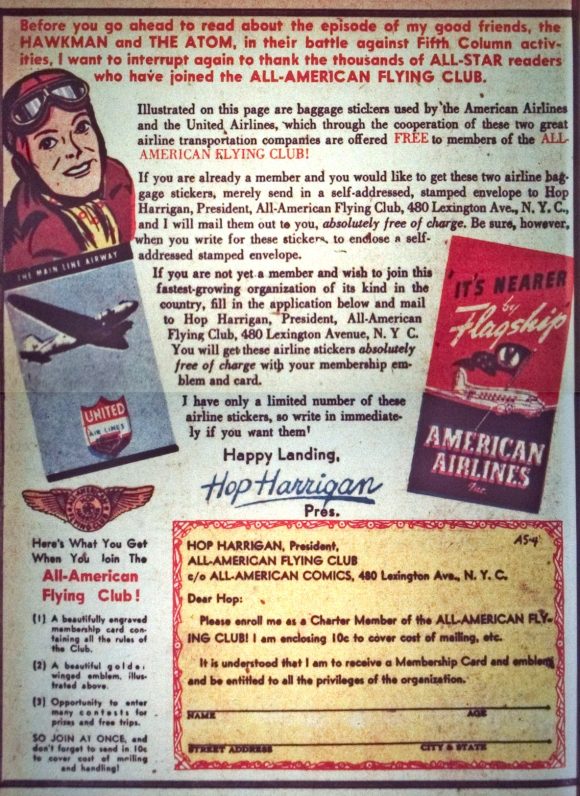 Before you go ahead to read about the episode of my good friends, the
HAWKMAN and THE ATOM, in their battle against Fifth Column activ-
ities, I want to interrupt again to thank the thousands of ALL-STAR readers
who have joined the ALL-AMERICAN FLYING CLUB.
Illustrated on this page are baggage stickers used by the American Airlines
and the United Airlines, which through the cooperation of these two great
airline transportation companies are offered FREE to members of the ALL-
AMERICAN KLYING CLUB!
If you are already a member and you would like to get these two airline bag-
gage stickers, merely send in a self-addressed, stamped envelope to Hop
Harrigan, President, All-American Flying Club, 480 Lexington Ave., N. Y. C.,
and I will mail them out to you, absolutely free of charge. Be sure, however,
when you write for these stickers, to enclose a self-
addressed stamped envelope.
THE MAIN LINE AIRWAY
UNITED
AIR LINES
If you are not yet a member and wish to join this
fastest-growing organization of its kind in the
country, fill in the application below and mail
to Hop Harrigan, President, All-American
Flying Club, 480 Lexington Avenue, N. Y C.
You will get these airline stickers absolutely
free of charge with your membership em-
blem and card.
I have only a limited number of these
airline stickers, so write in immediate-
ly if you want them!
IT'S NEARER
by
Flagship
AMERICAN
AIRLINES
Inc.
Happy Landing,
Hop Harrigan
Pres.
Here's What You Get
When You Join The
All-American
Flying Club!
(1) A beautifully engraved
membership card con-
taining all the rules of
the Club.
(2) A beautiful golden
winged emblem, illus-
trated above.
(3) Opportunity to enter
many contests for
prizes and free trips.
SO JOIN AT ONCE, and
don't forget to send in 10c
to cover cost of mailing
and handling!
AS-4
HOP HARRIGAN, President,
ALL-AMERICAN FLYING CLUB
c/o ALL-AMERICAN COMICS, 480 Lexington Ave., N. Y. C.
Dear Hop:
Please enroll me as a Charter Member of the ALL-AMERICAN FLY-
ING CLUB! I am enclosing 10c to cover cost of mailing, etc.
It is understood that I am to receive a Membership Card and emblem
and be entitled to all the privileges of the organization.
NAME AGE
STREET ADDRESS CITY & STATE